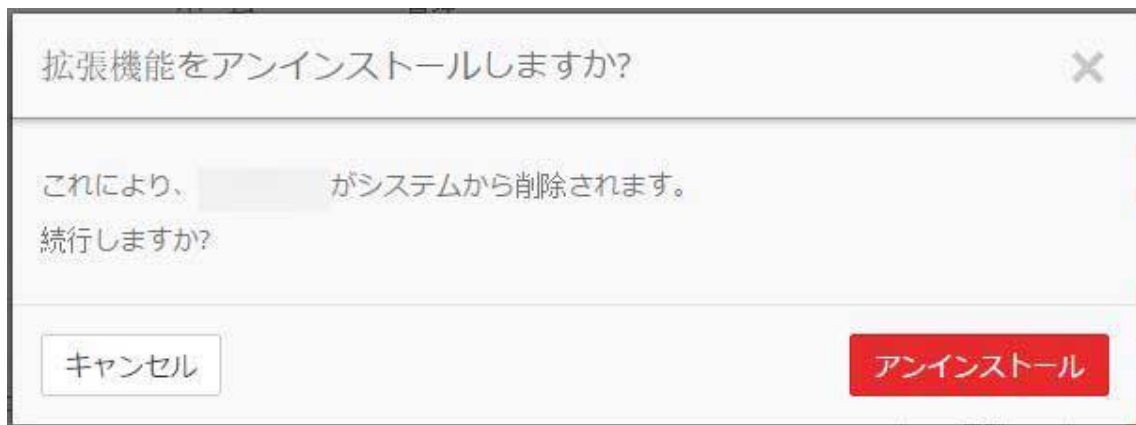 拡張機能をアンインストールしますか?
これにより、 がシステムから削除されます。
続行しますか?
キャンセル
アンインストール